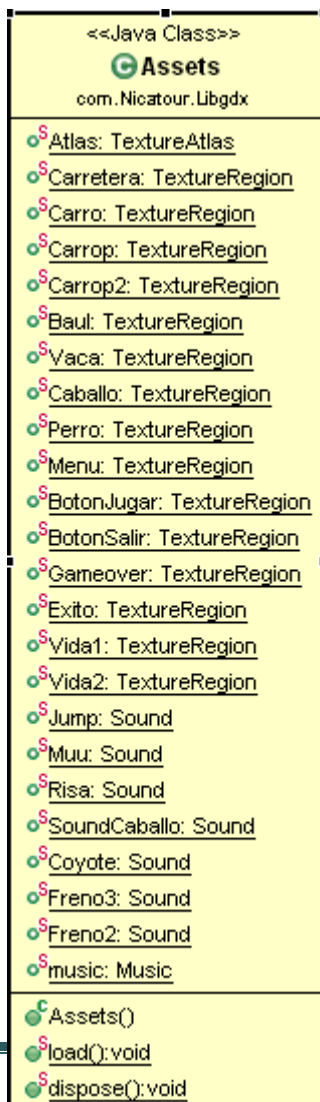 <<Java Class>>
C Assets
com.Nicatour.Libgdx
S Atlas: TextureAtlas
S Carretera: TextureRegion
S Carro: TextureRegion
S Carrop: TextureRegion
S Carrop2: TextureRegion
S Baul: TextureRegion
S Vaca: TextureRegion
S Caballo: TextureRegion
S Perro: TextureRegion
S Menu: TextureRegion
S BotonJugar: TextureRegion
S BotonSalir: TextureRegion
S Gameover: TextureRegion
S Exito: TextureRegion
S Vida1: TextureRegion
S Vida2: TextureRegion
S Jump: Sound
S Muu: Sound
S Risa: Sound
S SoundCaballo: Sound
S Coyote: Sound
S Freno3: Sound
S Freno2: Sound
S music: Music
C Assets()
S load():void
S dispose():void